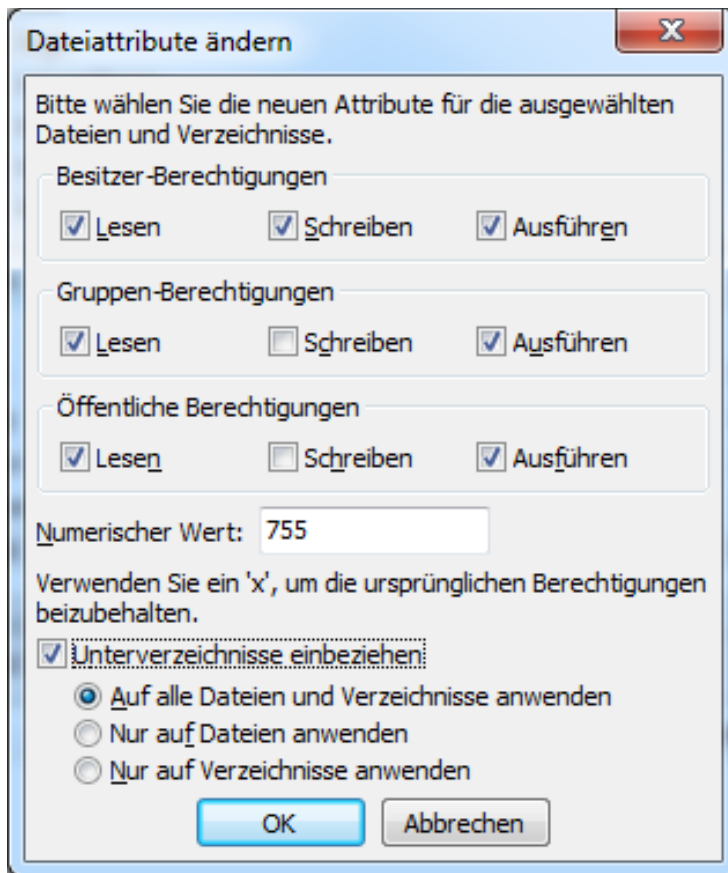 Dateiattribute ändern
Bitte wählen Sie die neuen Attribute für die ausgewählten
Dateien und Verzeichnisse.
Besitzer-Berechtigungen
Lesen Schreiben Ausführen
Gruppen-Berechtigungen
Lesen Schreiben Ausführen
Öffentliche Berechtigungen
Lesen Schreiben Ausführen
Numerischer Wert: 755
Verwenden Sie ein 'x', um die ursprünglichen Berechtigungen
beizubehalten.
Unterverzeichnisse einbeziehen
Auf alle Dateien und Verzeichnisse anwenden
Nur auf Dateien anwenden
Nur auf Verzeichnisse anwenden
OK Abbrechen